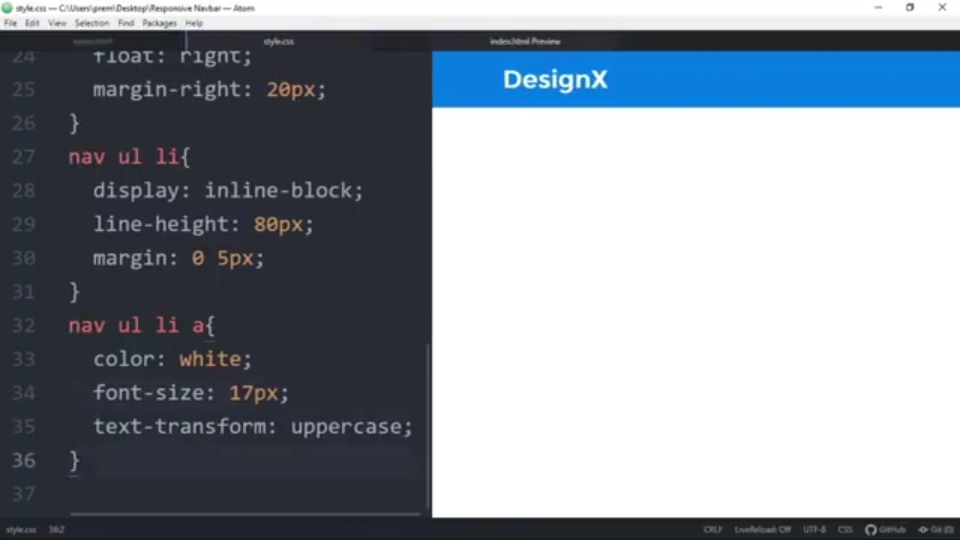 style.css — C:\Users\prem\Desktop\Responsive Navbar — Atom
File Edit View Selection Find Packages Help
style.css
index.html Preview
24 float: right;
25 margin-right: 20px;
26 }
27 nav ul li{
28 display: inline-block;
29 line-height: 80px;
30 margin: 0 5px;
31 }
32 nav ul li a{
33 color: white;
34 font-size: 17px;
35 text-transform: uppercase;
36 }
37
DesignX
style.css 36:2
CRLF LiveReload: Off UTF-8 CSS GitHub Git (0)